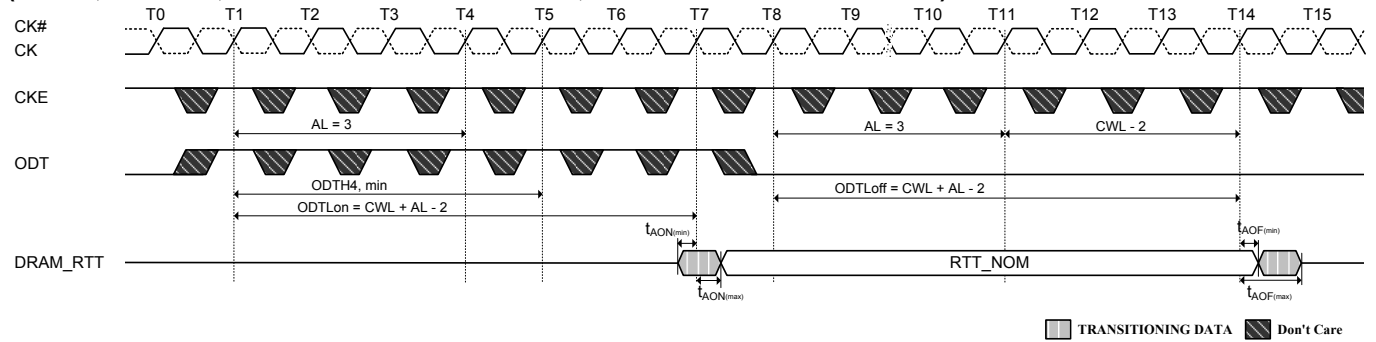 T0 T1 T2 T3 T4 T5 T6 T7 T8 T9 T10 T11 T12 T13 T14 T15
CK#
CK
CKE
AL = 3 AL = 3 CWL - 2
ODT
ODTH4, min ODTLoff = CWL + AL - 2
ODTLon = CWL + AL - 2
tAON(min) tAOF(min)
DRAM_RTT RTT_NOM
tAON(max) tAOF(max)
TRANSITIONING DATA Don't Care